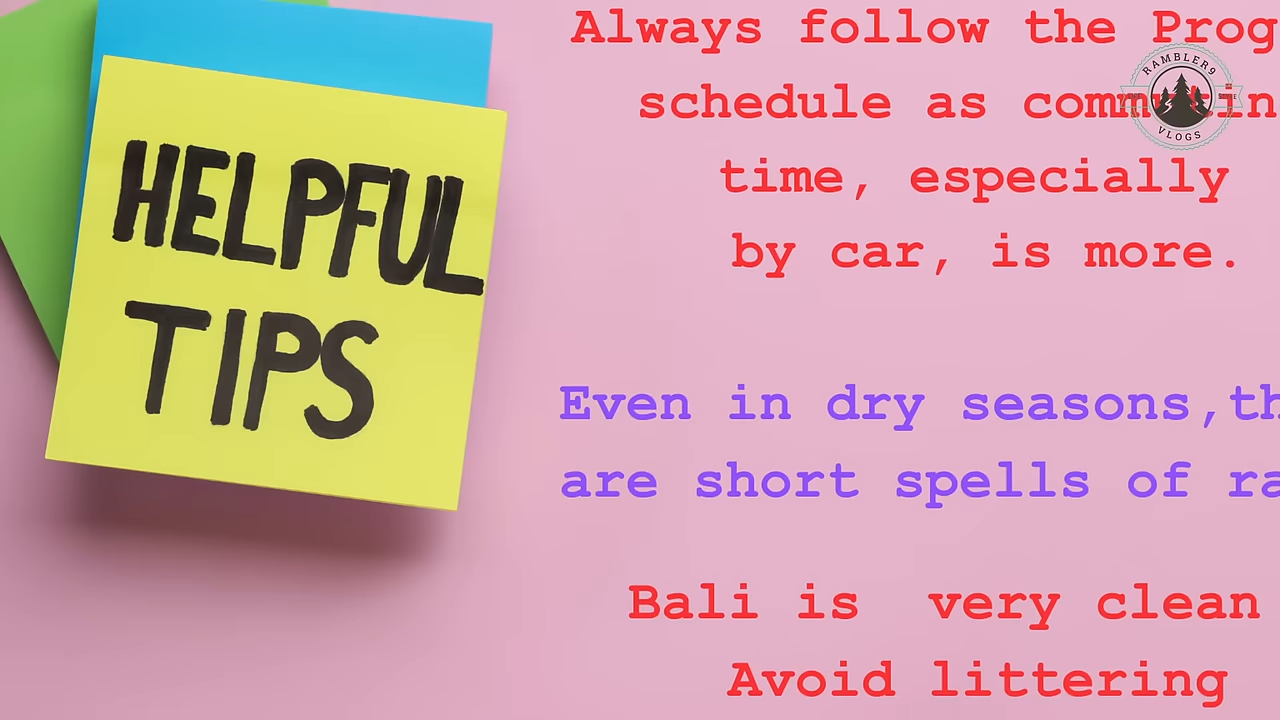 HELPFUL
TIPS
Always follow the Prog
schedule as
time, especially
by car, is more.
Even in dry seasons,th
are short spells of ra
Bali is very clean
Avoid littering
RAMBLER9
VLOGS